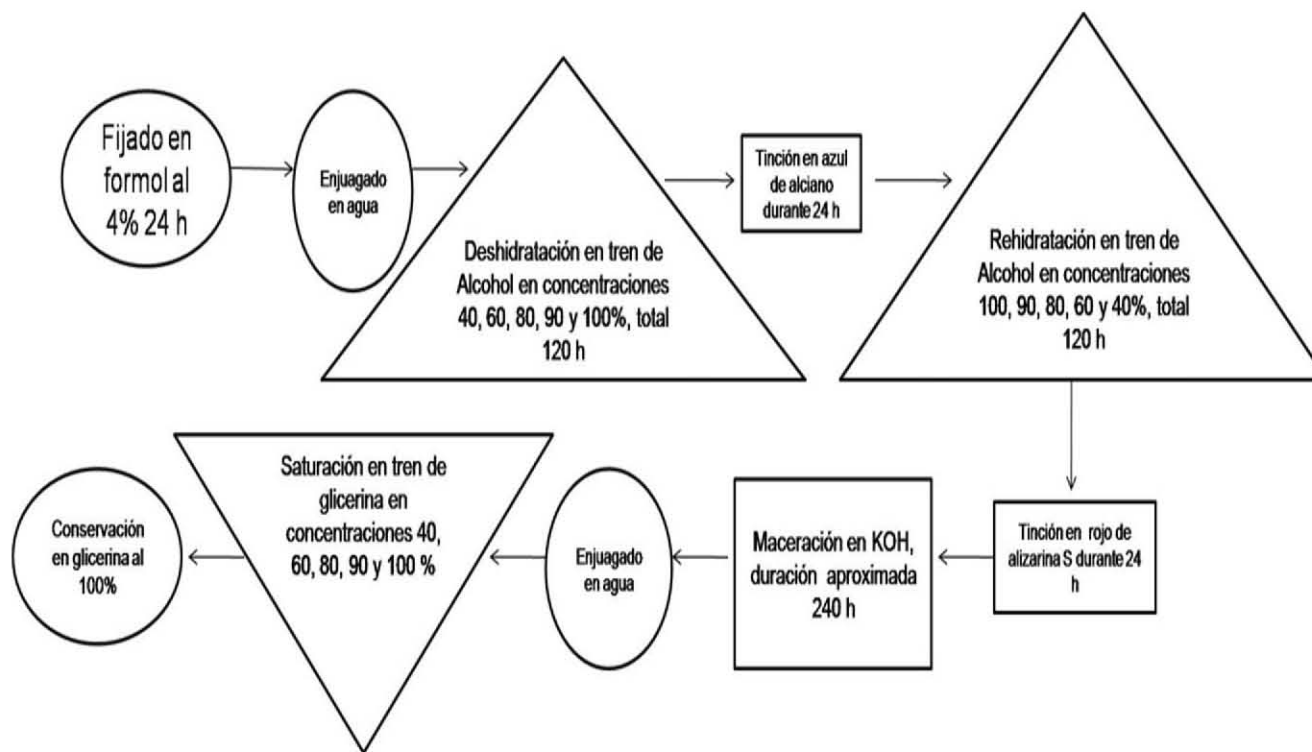 Fijado en
formol al
4% 24 h
Enjuagado
en agua
Deshidratación en tren de
Alcohol en concentraciones
40, 60, 80, 90 y 100%, total
120 h
Tinción en azul
de alciano
durante 24 h
Rehidratación en tren de
Alcohol en concentraciones
100, 90, 80, 60 y 40%, total
120 h
Tinción en rojo de
alizarina S durante 24
h
Maceración en KOH,
duración aproximada
240 h
Enjuagado
en agua
Saturación en tren de
glicerina en
concentraciones 40,
60, 80, 90 y 100 %
Conservación
en glicerina al
100%